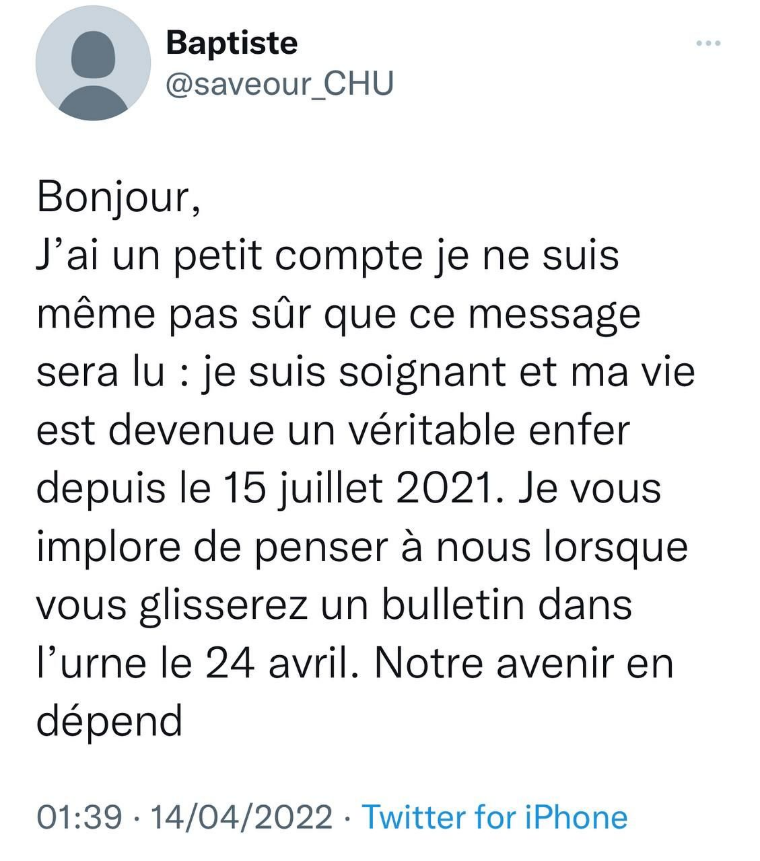 Baptiste
@saveour_CHU
Bonjour,
J’ai un petit compte je ne suis
même pas sûr que ce message
sera lu : je suis soignant et ma vie
est devenue un véritable enfer
depuis le 15 juillet 2021. Je vous
implore de penser à nous lorsque
vous glisserez un bulletin dans
l’urne le 24 avril. Notre avenir en
dépend
01:39 · 14/04/2022 · Twitter for iPhone